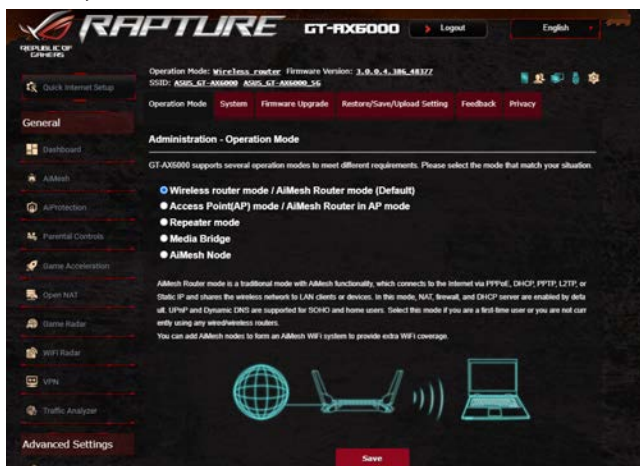 REPUBLIC OF
GAMERS
RAPTURE GT-AX6000 Logout English
Quick Internet Setup
General
Dashboard
AiMesh
AiProtection
Parental Controls
Game Acceleration
Open NAT
Game Radar
WiFi Radar
VPN
Traffic Analyzer
Advanced Settings
Operation Mode: Wireless router Firmware Version: 3.0.0.4.386_48377
SSID: ASUS_GT-AX6000 ASUS_GT-AX6000_5G
Operation Mode System Firmware Upgrade Restore/Save/Upload Setting Feedback Privacy
Administration - Operation Mode
GT-AX6000 supports several operation modes to meet different requirements. Please select the mode that match your situation.
Wireless router mode / AiMesh Router mode (Default)
Access Point(AP) mode / AiMesh Router in AP mode
Repeater mode
Media Bridge
AiMesh Node
AiMesh Router mode is a traditional mode with AiMesh functionality, which connects to the Internet via PPPoE, DHCP, PPTP, L2TP, or
Static IP and shares the wireless network to LAN clients or devices. In this mode, NAT, firewall, and DHCP server are enabled by defa
ult. UPnP and Dynamic DNS are supported for SOHO and home users. Select this mode if you are a first-time user or you are not curr
ently using any wired/wireless routers.
You can add AiMesh nodes to form an AiMesh WiFi system to provide extra WiFi coverage.
Save